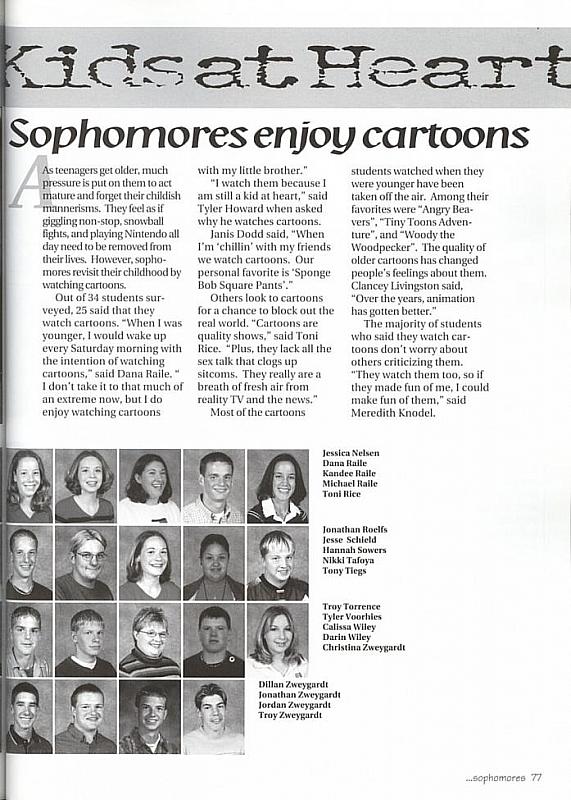 Kids at Heart
Sophomores enjoy cartoons
As teenagers get older, much
pressure is put on them to act
mature and forget their childish
mannerisms. They feel as if
giggling non-stop, snowball
fights, and playing Nintendo all
day need to be removed from
their lives. However, sopho-
mores revisit their childhood by
watching cartoons.
Out of 34 students sur-
veyed, 25 said that they
watch cartoons. "When I was
younger, I would wake up
every Saturday morning with
the intention of watching
cartoons," said Dana Raile. "
I don't take it to that much of
an extreme now, but I do
enjoy watching cartoons
with my little brother."
"I watch them because I
am still a kid at heart," said
Tyler Howard when asked
why he watches cartoons.
Janis Dodd said, "When
I'm 'chillin' with my friends
we watch cartoons. Our
personal favorite is 'Sponge
Bob Square Pants'."
Others look to cartoons
for a chance to block out the
real world. "Cartoons are
quality shows," said Toni
Rice. "Plus, they lack all the
sex talk that clogs up
sitcoms. They really are a
breath of fresh air from
reality TV and the news."
Most of the cartoons
students watched when they
were younger have been
taken off the air. Among their
favorites were "Angry Bea-
vers", "Tiny Toons Adven-
ture", and "Woody the
Woodpecker". The quality of
older cartoons has changed
people's feelings about them.
Clancey Livingston said,
"Over the years, animation
has gotten better."
The majority of students
who said they watch car-
toons don't worry about
others criticizing them.
"They watch them too, so if
they made fun of me, I could
make fun of them," said
Meredith Knodel.
Jessica Nelsen
Dana Raile
Kandee Raile
Michael Raile
Toni Rice
Jonathan Roelfs
Jesse Schield
Hannah Sowers
Nikki Tafoya
Tony Tiegs
Troy Torrence
Tyler Voorhies
Calissa Wiley
Darin Wiley
Christina Zweygardt
Dillan Zweygardt
Jonathan Zweygardt
Jordan Zweygardt
Troy Zweygardt
...sophomores 77